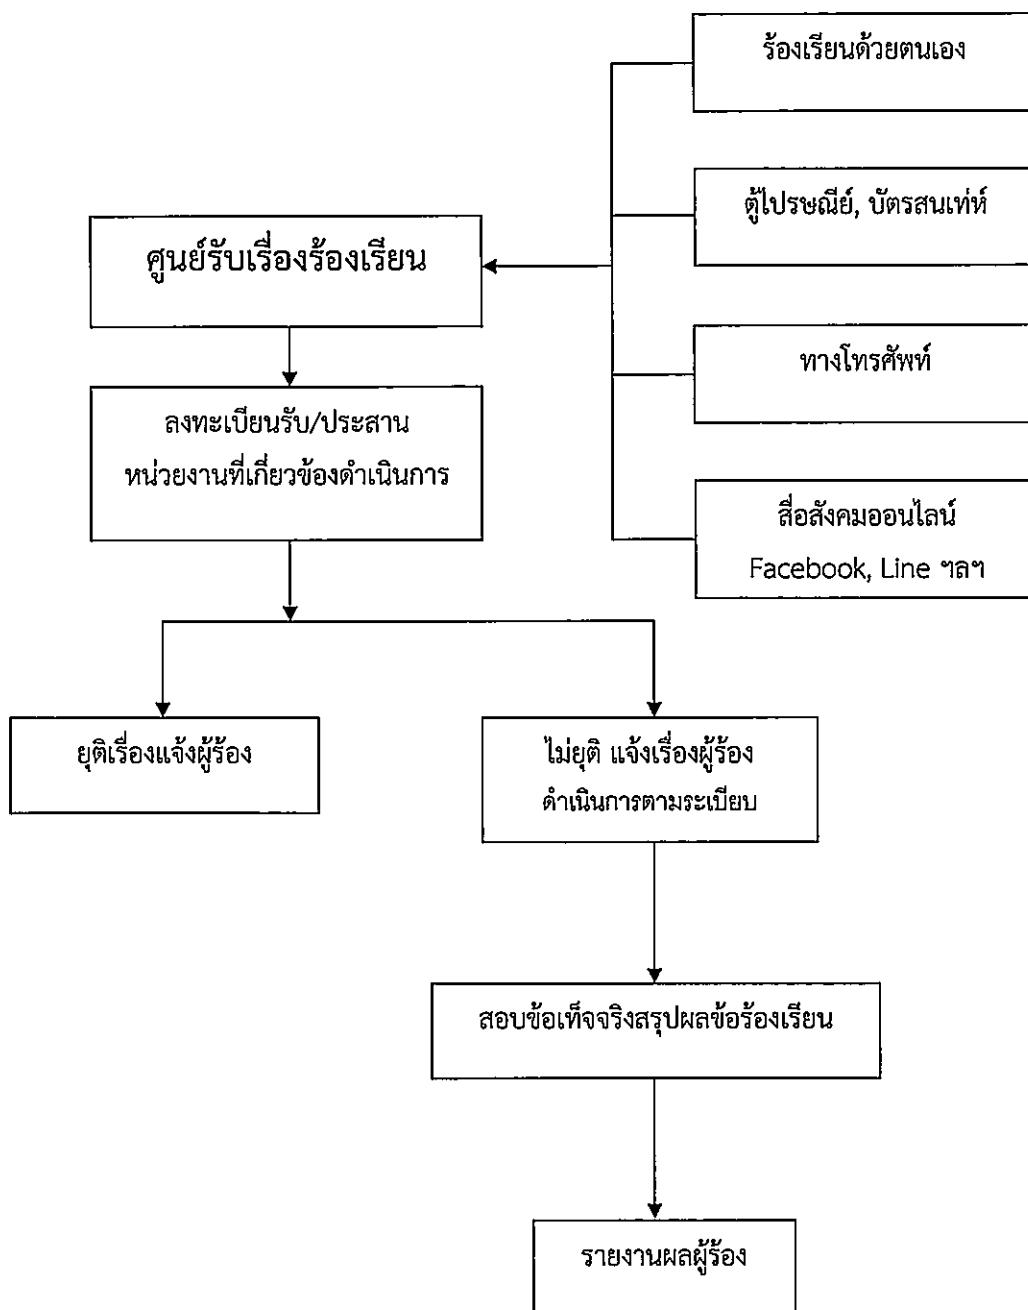 ร้องเรียนด้วยตนเอง
ตู้ไปรษณีย์, บัตรสนเท่ห์
ศูนย์รับเรื่องร้องเรียน
ทางโทรศัพท์
ลงทะเบียนรับ/ประสาน
หน่วยงานที่เกี่ยวข้องดำเนินการ
สื่อสังคมออนไลน์
Facebook, Line ฯลฯ
ยุติเรื่องแจ้งผู้ร้อง
ไม่ยุติ แจ้งเรื่องผู้ร้อง
ดำเนินการตามระเบียบ
สอบข้อเท็จจริงสรุปผลข้อร้องเรียน
รายงานผลผู้ร้อง